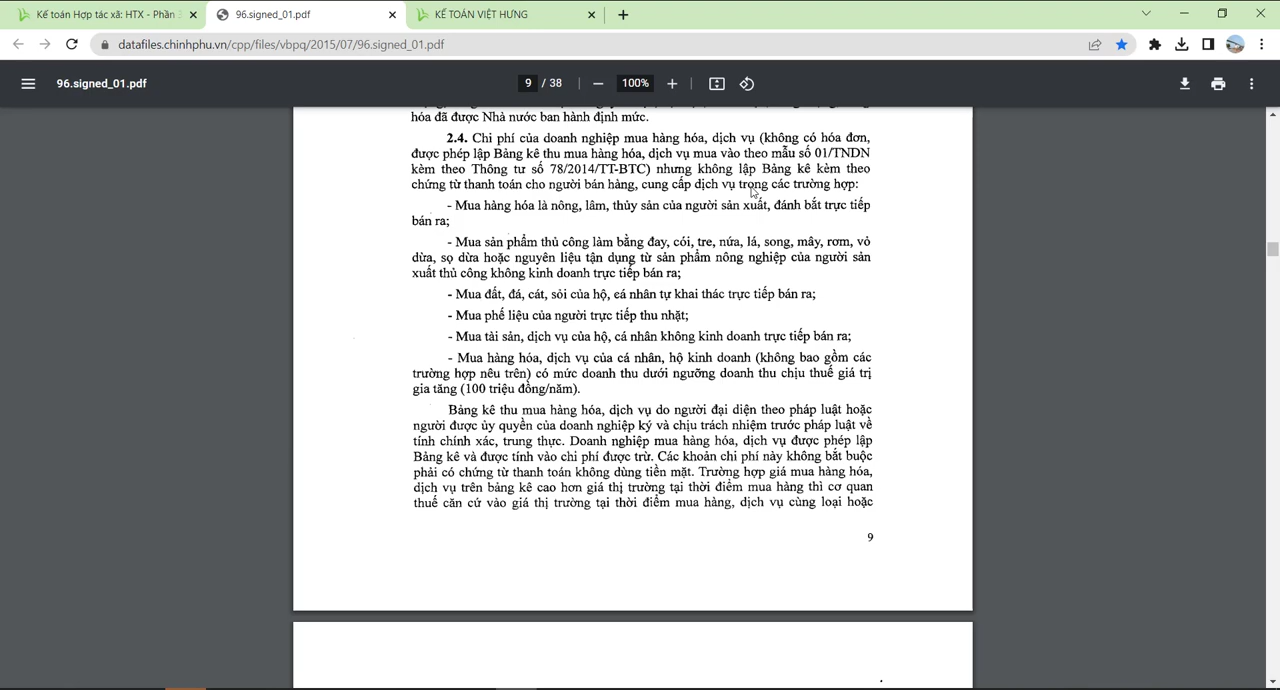 Kế toán Hợp tác xã: HTX - Phần
96.signed_01.pdf
KẾ TOÁN VIỆT HƯNG
datafiles.chinhphu.vn/cpp/files/vbpq/2015/07/96.signed_01.pdf
96.signed_01.pdf
9 / 38
100%
hóa đã được Nhà nước ban hành định mức.
2.4. Chi phí của doanh nghiệp mua hàng hóa, dịch vụ (không có hóa đơn,
được phép lập Bảng kê thu mua hàng hóa, dịch vụ mua vào theo mẫu số 01/TNDN
kèm theo Thông tư số 78/2014/TT-BTC) nhưng không lập Bảng kê kèm theo
chứng từ thanh toán cho người bán hàng, cung cấp dịch vụ trong các trường hợp:
- Mua hàng hóa là nông, lâm, thủy sản của người sản xuất, đánh bắt trực tiếp
bán ra;
- Mua sản phẩm thủ công làm bằng đay, cói, tre, nứa, lá, song, mây, rơm, vỏ
dừa, sọ dừa hoặc nguyên liệu tận dụng từ sản phẩm nông nghiệp của người sản
xuất thủ công không kinh doanh trực tiếp bán ra;
- Mua đất, đá, cát, sỏi của hộ, cá nhân tự khai thác trực tiếp bán ra;
- Mua phế liệu của người trực tiếp thu nhặt;
- Mua tài sản, dịch vụ của hộ, cá nhân không kinh doanh trực tiếp bán ra;
- Mua hàng hóa, dịch vụ của cá nhân, hộ kinh doanh (không bao gồm các
trường hợp nêu trên) có mức doanh thu dưới ngưỡng doanh thu chịu thuế giá trị
gia tăng (100 triệu đồng/năm).
Bảng kê thu mua hàng hóa, dịch vụ do người đại diện theo pháp luật hoặc
người được ủy quyền của doanh nghiệp ký và chịu trách nhiệm trước pháp luật về
tính chính xác, trung thực. Doanh nghiệp mua hàng hóa, dịch vụ được phép lập
Bảng kê và được tính vào chi phí được trừ. Các khoản chi phí này không bắt buộc
phải có chứng từ thanh toán không dùng tiền mặt. Trường hợp giá mua hàng hóa,
dịch vụ trên bảng kê cao hơn giá thị trường tại thời điểm mua hàng thì cơ quan
thuế căn cứ vào giá thị trường tại thời điểm mua hàng, dịch vụ cùng loại hoặc
9